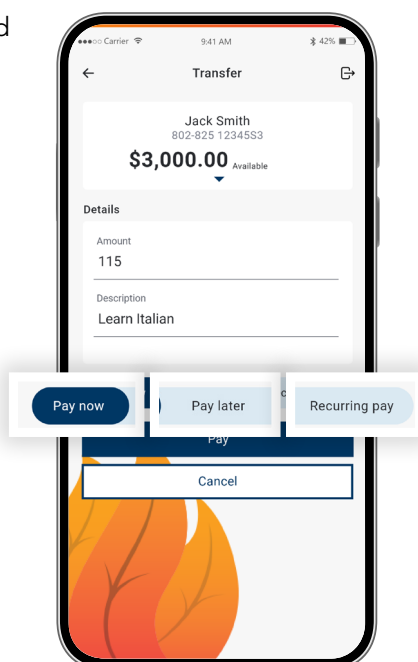 d
Carrier 9:41 AM 42%
Transfer
Jack Smith
802-825 12345S3
$3,000.00 Available
Details
Amount
115
Description
Learn Italian
Pay now Pay later Recurring pay
Pay
Cancel